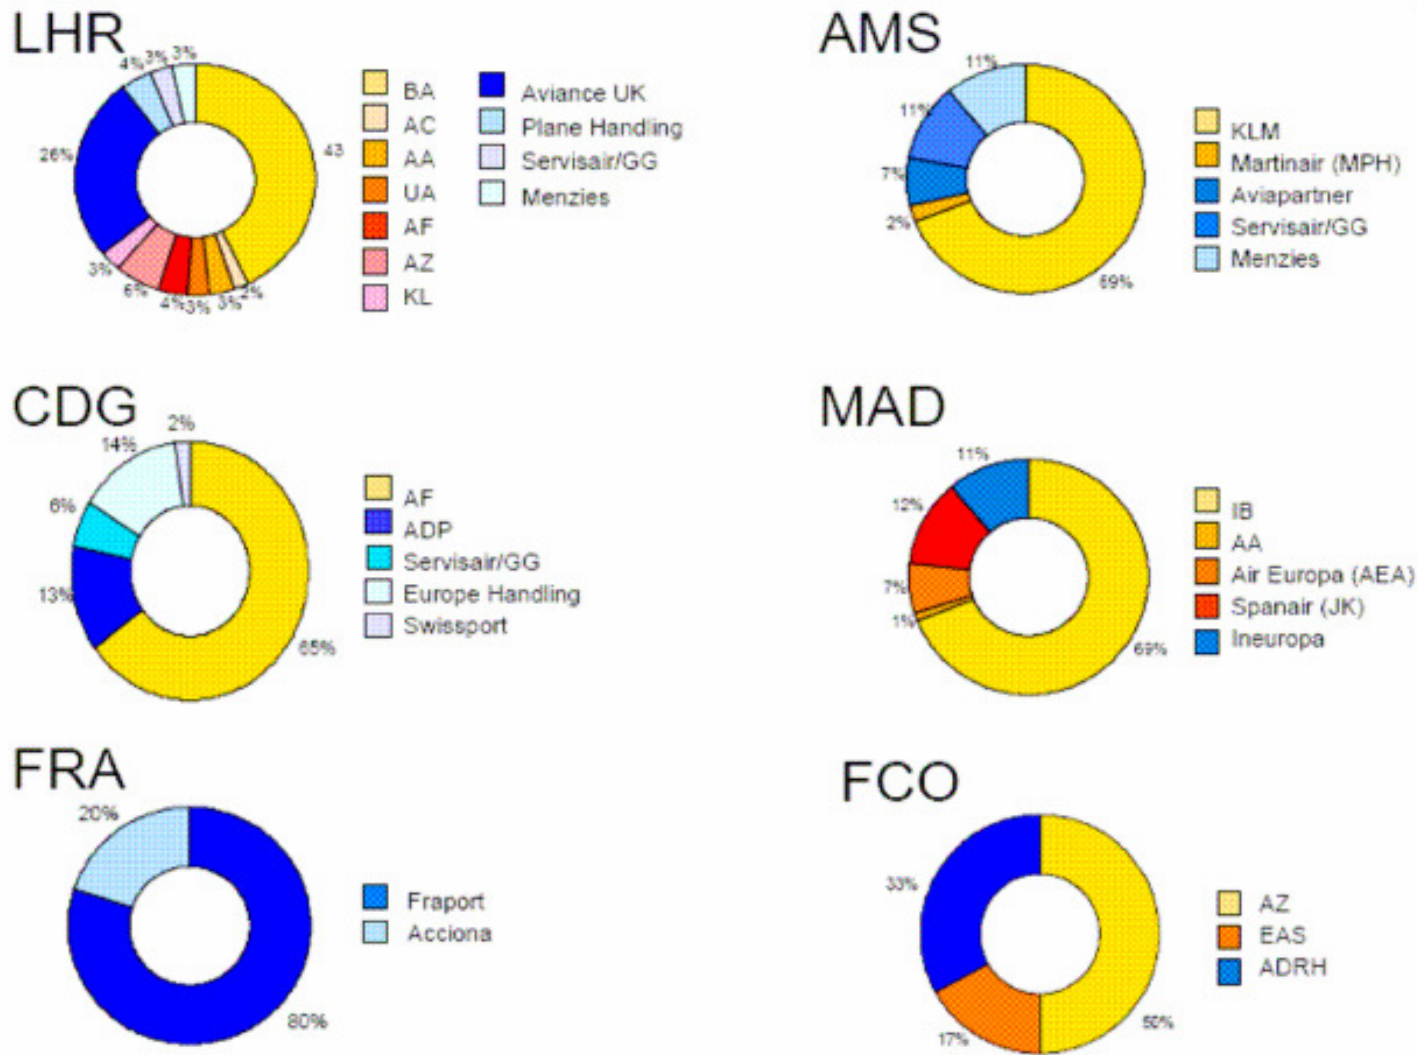 LHR
4%
3%
3%
26%
43
3%
6%
4%
3%
3%
2%
BA
AC
AA
UA
AF
AZ
KL
Aviance UK
Plane Handling
Servisair/GG
Menzies
AMS
11%
11%
7%
2%
69%
KLM
Martinair (MPH)
Aviapartner
Servisair/GG
Menzies
CDG
2%
14%
6%
13%
65%
AF
ADP
Servisair/GG
Europe Handling
Swissport
MAD
11%
12%
7%
1%
69%
IB
AA
Air Europa (AEA)
Spanair (JK)
Ineuropa
FRA
20%
80%
Fraport
Acciona
FCO
33%
17%
50%
AZ
EAS
ADRH